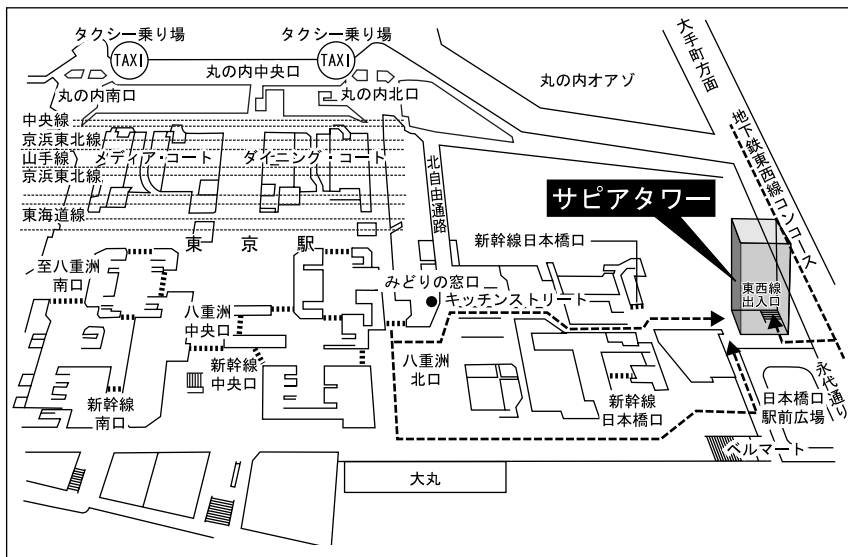 タクシー乗り場
タクシー乗り場
TAXI
TAXI
丸の内中央口
丸の内南口
丸の内北口
丸の内オアゾ
大手町方面
地下鉄東西線コンコース
中央線
京浜東北線
山手線
京浜東北線
東海道線
メディア・コート
ダイニング・コート
北自由通路
サピアタワー
東京駅
新幹線日本橋口
至八重洲
南口
みどりの窓口
キッチンストリート
東西線
出入口
八重洲
中央口
新幹線
中央口
八重洲
北口
新幹線
南口
新幹線
日本橋口
日本橋口
駅前広場
永代通り
ベルマート
大丸